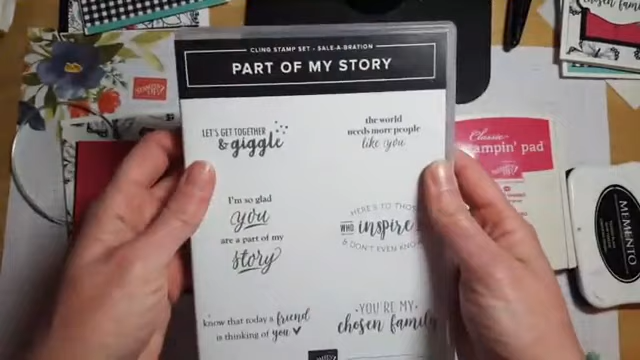 CLING STAMP SET • SALE-A-BRATION
PART OF MY STORY
LET'S GET TOGETHER
& giggle
the world
needs more people
like you
I'm so glad
you
are a part of my
story
HERE'S TO THOSE
WHO inspire
& DON'T EVEN KNOW
know that today a friend
is thinking of you
•YOU'RE MY•
chosen family
Classic
stampin' pad
MEMENTO
chosen family